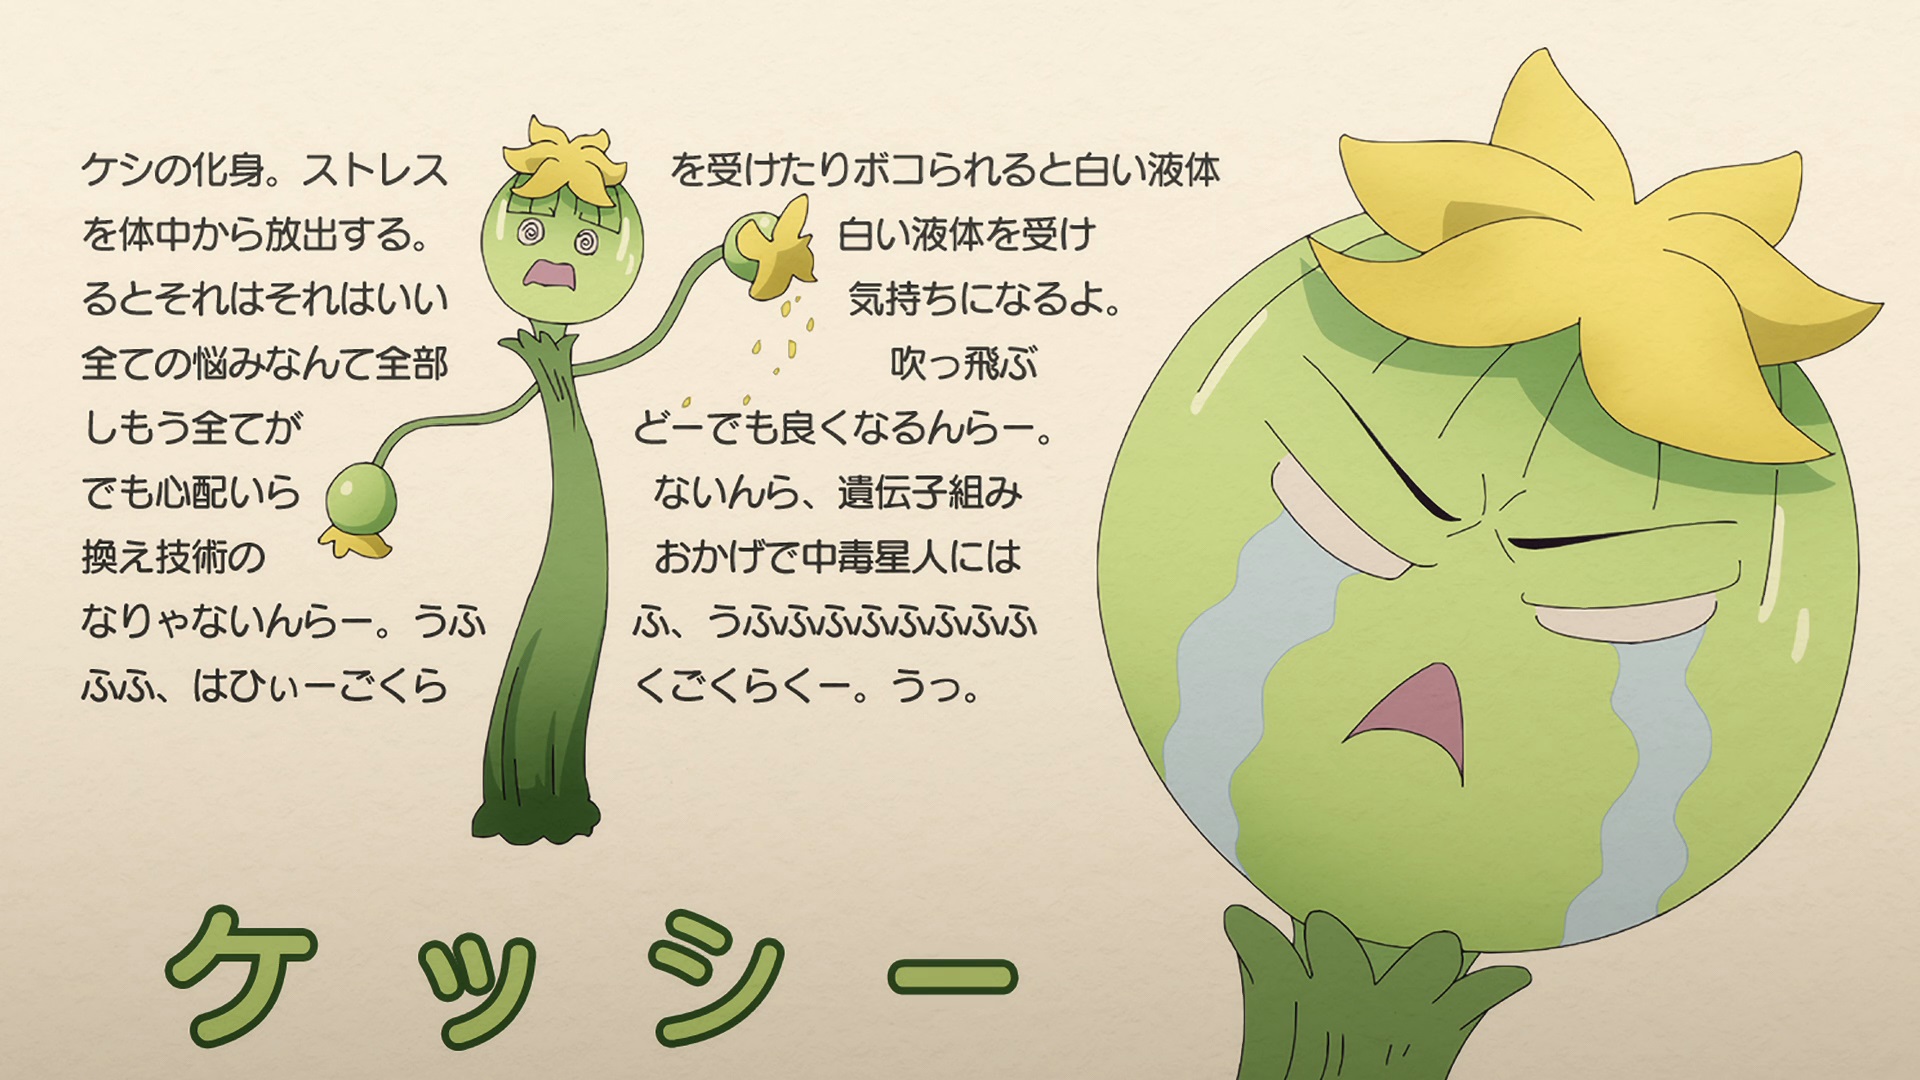 ケシの化身。ストレスを受けたりボコられると白い液体
を体中から放出する。白い液体を受け
るとそれはそれはいい気持ちになるよ。
全ての悩みなんて全部吹っ飛ぶ
しもう全てがどーでも良くなるんらー。
でも心配いらないんら、遺伝子組み
換え技術のおかげで中毒星人には
なりゃないんらー。うふふ、うふふふふふふふふ
ふふ、はひぃーごくらくごくらくー。うっ。
ケッシー